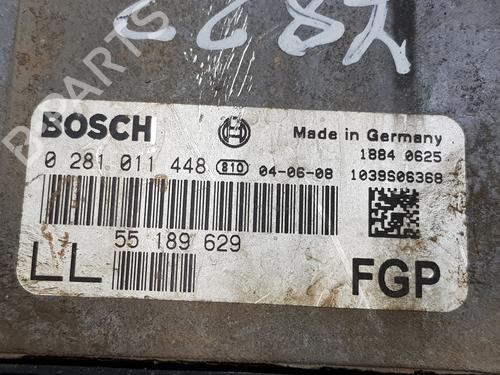 BOSCH
Made in Germany
0 281 011 448 810 04-06-08
1884 0625
1039S06368
55 189 629
LL
FGP